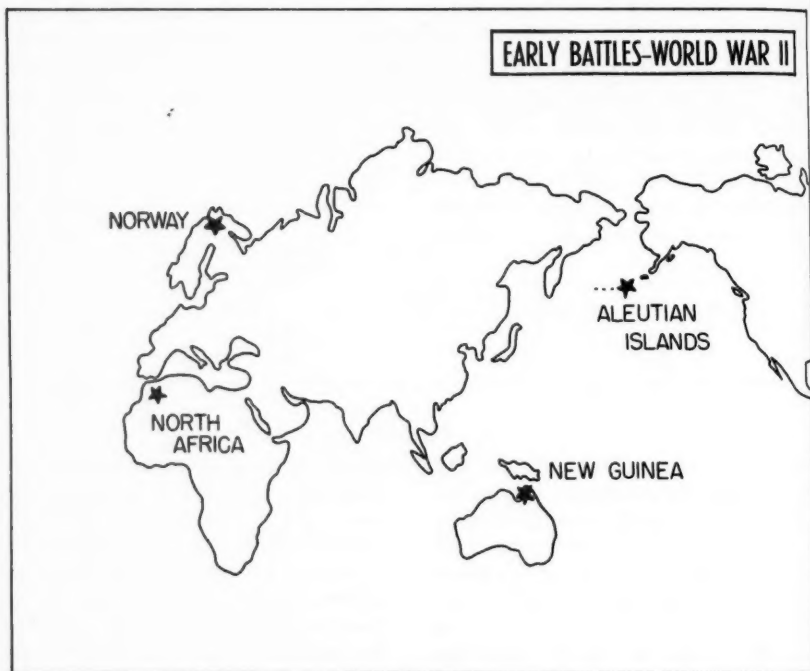 EARLY BATTLES-WORLD WAR II
NORWAY
ALEUTIAN
ISLANDS
NORTH
AFRICA
NEW GUINEA